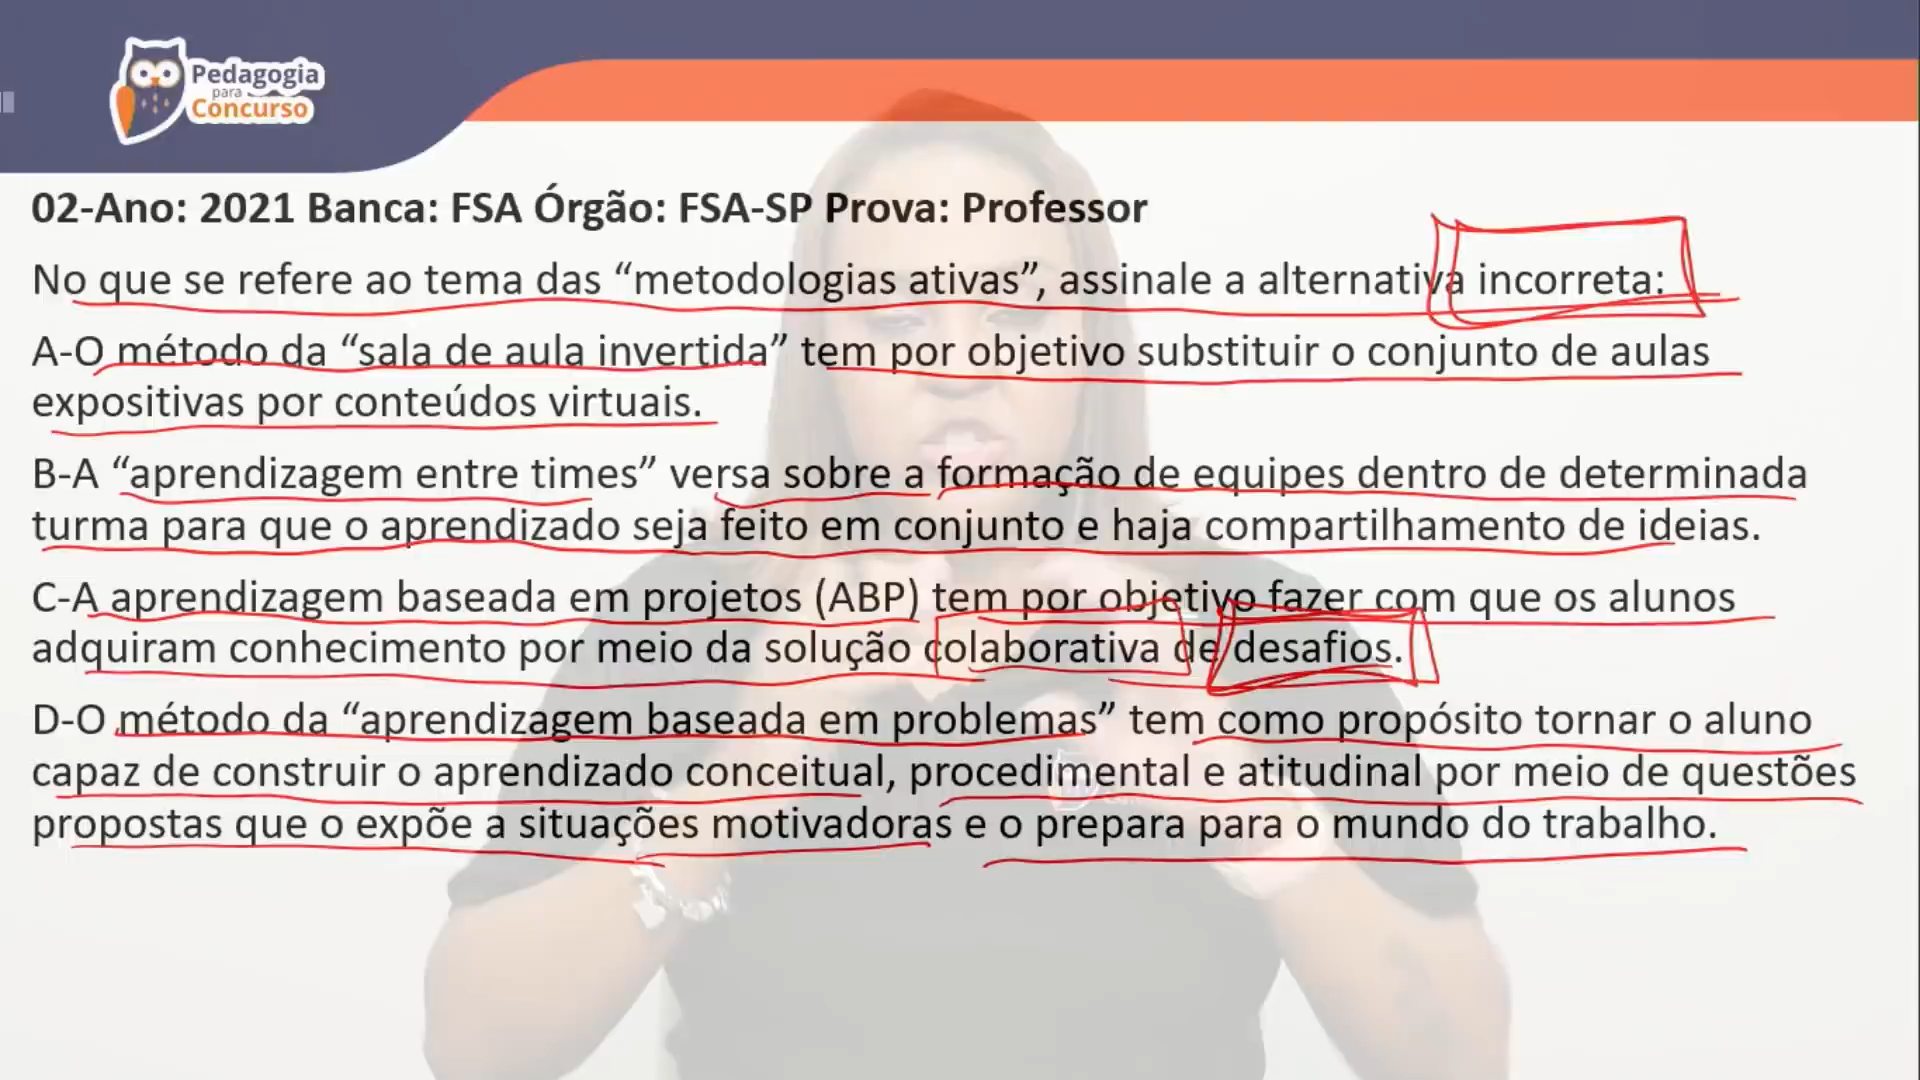 Pedagogia
para
Concurso
02-Ano: 2021 Banca: FSA Órgão: FSA-SP Prova: Professor
No que se refere ao tema das “metodologias ativas”, assinale a alternativa incorreta:
A-O método da “sala de aula invertida” tem por objetivo substituir o conjunto de aulas
expositivas por conteúdos virtuais.
B-A “aprendizagem entre times” versa sobre a formação de equipes dentro de determinada
turma para que o aprendizado seja feito em conjunto e haja compartilhamento de ideias.
C-A aprendizagem baseada em projetos (ABP) tem por objetivo fazer com que os alunos
adquiram conhecimento por meio da solução colaborativa de desafios.
D-O método da “aprendizagem baseada em problemas” tem como propósito tornar o aluno
capaz de construir o aprendizado conceitual, procedimental e atitudinal por meio de questões
propostas que o expõe a situações motivadoras e o prepara para o mundo do trabalho.